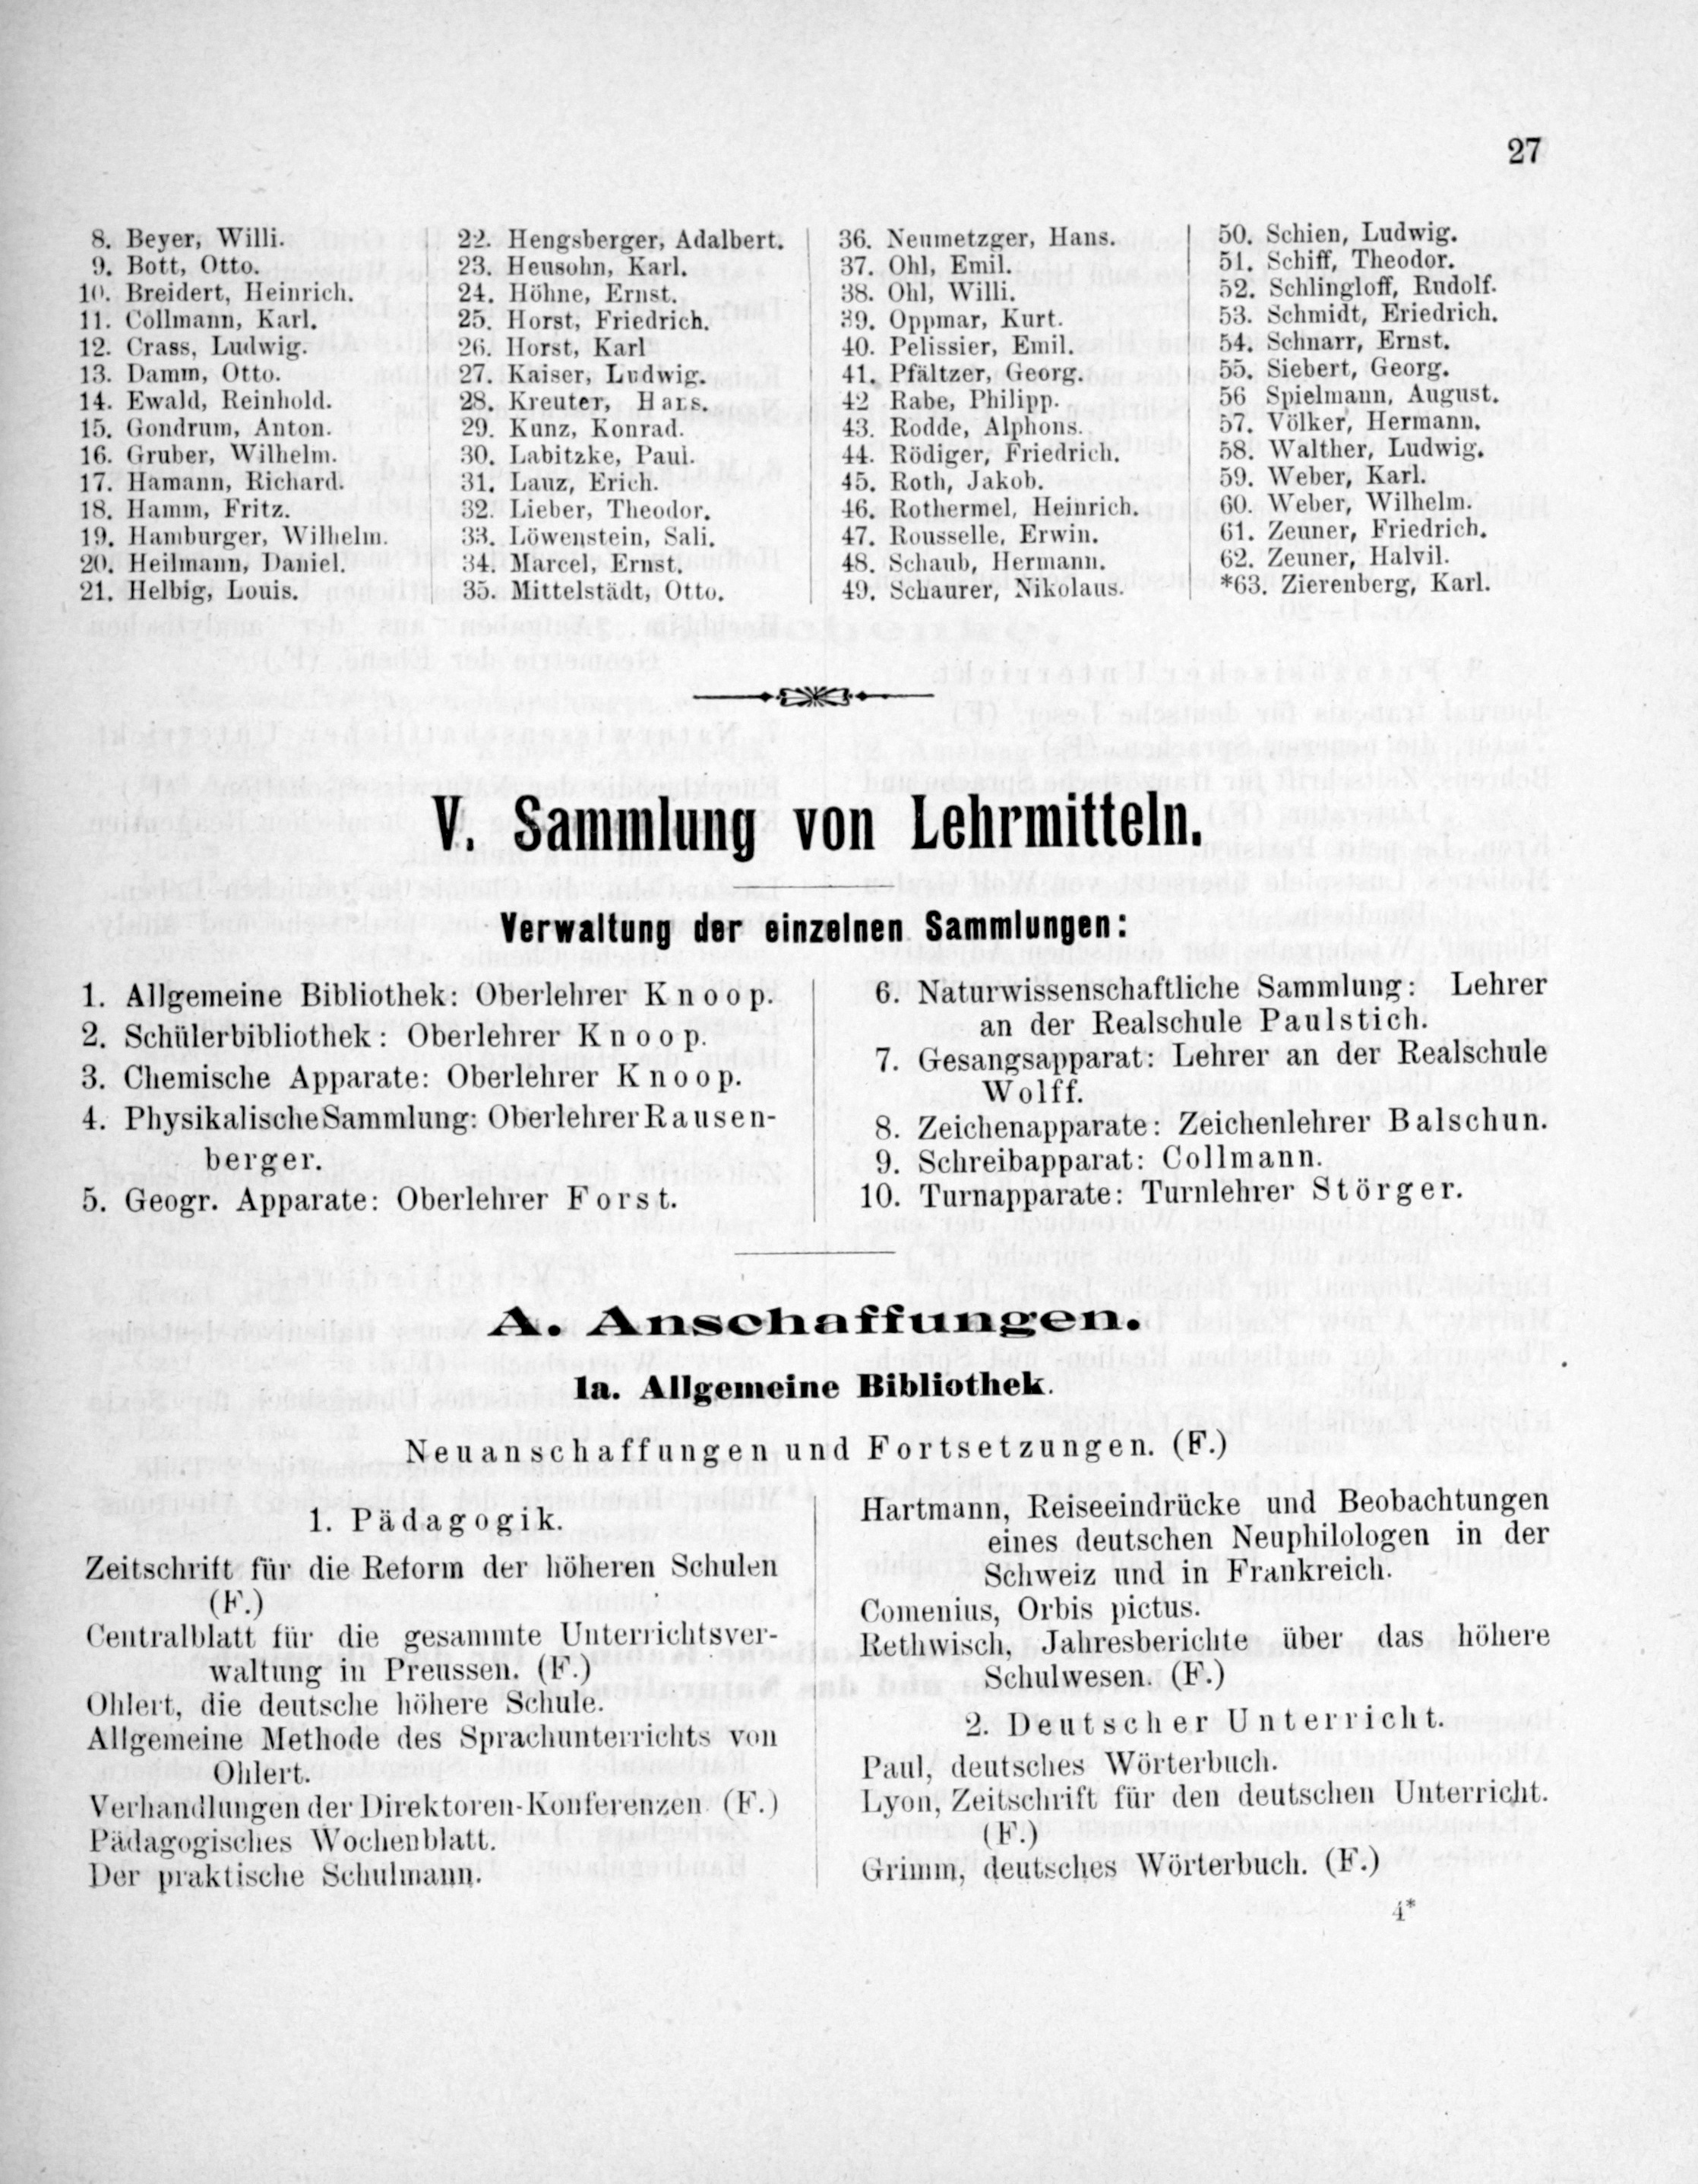 27
8. Beyer, Willi.
9. Bott, Otto.
10. Breidert, Heinrich.
11. Collmann, Karl.
12. Crass, Ludwig.
13. Damm, Otto.
14. Ewald, Reinhold.
15. Gondrum, Anton.
16. Gruber, Wilhelm.
17. Hamann, Richard.
18. Hamm, Fritz.
19. Hamburger, Wilhelm.
20. Heilmann, Daniel.
21. Helbig, Louis.
22. Hengsberger, Adalbert.
23. Heusohn, Karl.
24. Höhne, Ernst.
25. Horst, Friedrich.
26. Horst, Karl
27. Kaiser, Ludwig.
28. Kreuter, Hans.
29. Kunz, Konrad.
30. Labitzke, Paul.
31. Lauz, Erich.
32. Lieber, Theodor.
33. Löwenstein, Sali.
34. Marcel, Ernst.
35. Mittelstädt, Otto.
36. Neumetzger, Hans.
37. Ohl, Emil.
38. Ohl, Willi.
39. Oppmar, Kurt.
40. Pelissier, Emil.
41. Pfältzer, Georg.
42 Rabe, Philipp.
43. Rodde, Alphons.
44. Rödiger, Friedrich.
45. Roth, Jakob.
46. Rothermel, Heinrich.
47. Rousselle, Erwin.
48. Schaub, Hermann.
49. Schaurer, Nikolaus.
50. Schien, Ludwig.
51. Schiff, Theodor.
52. Schlingloff, Rudolf.
53. Schmidt, Eriedrich.
54. Schnarr, Ernst.
55. Siebert, Georg.
56 Spielmann, August.
57. Völker, Hermann.
58. Walther, Ludwig.
59. Weber, Karl.
60. Weber, Wilhelm.
61. Zeuner, Friedrich.
62. Zeuner, Halvil.
*63. Zierenberg, Karl.
V. Sammlung von Lehrmitteln.
Verwaltung der einzelnen Sammlungen:
1. Allgemeine Bibliothek: Oberlehrer Knoop.
2. Schülerbibliothek: Oberlehrer Knoop.
3. Chemische Apparate: Oberlehrer Knoop.
4. Physikalische Sammlung: Oberlehrer Rausen-
berger.
5. Geogr. Apparate: Oberlehrer Forst.
6. Naturwissenschaftliche Sammlung: Lehrer
an der Realschule Paulstich.
7. Gesangsapparat: Lehrer an der Realschule
Wolff.
8. Zeichenapparate: Zeichenlehrer Balschun.
9. Schreibapparat: Collmann.
10. Turnapparate: Turnlehrer Störger.
A. Anschaffungen.
1a. Allgemeine Bibliothek.
Neuanschaffungen und Fortsetzungen. (F.)
1. Pädagogik.
Zeitschrift für die Reform der höheren Schulen
(F.)
Centralblatt für die gesammte Unterrichtsver-
waltung in Preussen. (F.)
Ohlert, die deutsche höhere Schule.
Allgemeine Methode des Sprachunterrichts von
Ohlert.
Verhandlungen der Direktoren-Konferenzen. (F.)
Pädagogisches Wochenblatt.
Der praktische Schulmann.
Hartmann, Reiseeindrücke und Beobachtungen
eines deutschen Neuphilologen in der
Schweiz und in Frankreich.
Comenius, Orbis pictus.
Rethwisch, Jahresberichte über das höhere
Schulwesen. (F.)
2. Deutscher Unterricht.
Paul, deutsches Wörterbuch.
Lyon, Zeitschrift für den deutschen Unterricht.
(F.)
Grimm, deutsches Wörterbuch. (F.)
4*